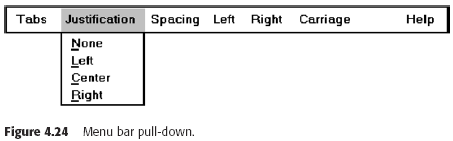 Tabs Justification Spacing Left Right Carriage Help
None
Left
Center
Right
Figure 4.24 Menu bar pull-down.